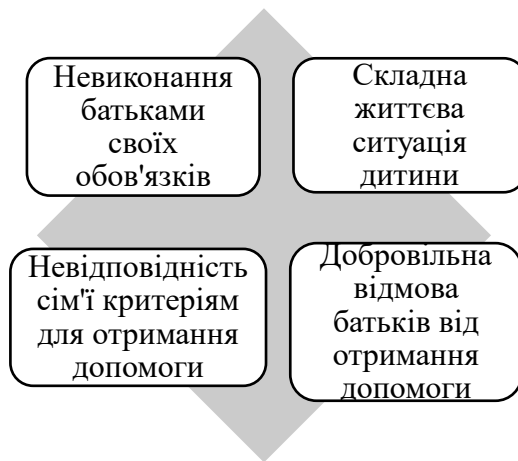 Невиконання
батьками
своїх
обов'язків
Складна
життєва
ситуація
дитини
Невідповідність
сім'ї критеріям
для отримання
допомоги
Добровільна
відмова
батьків від
отримання
допомоги